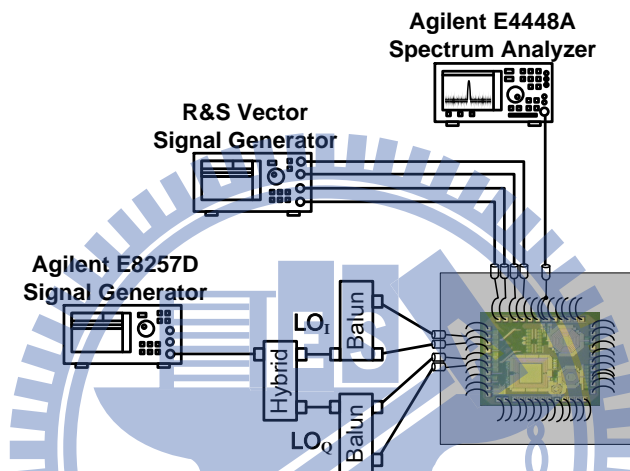 Agilent E4448A
Spectrum Analyzer
R&S Vector
Signal Generator
Agilent E8257D
Signal Generator
LOI
Balun
Hybrid
LOQ
Balun